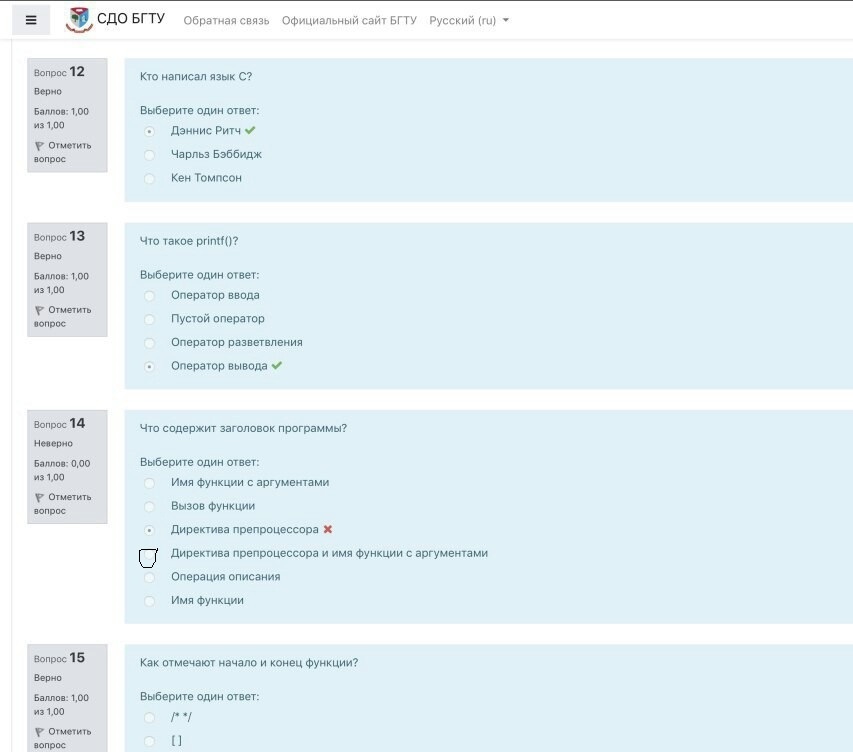 СДО БГТУ Обратная связь Официальный сайт БГТУ Русский (ru)
Вопрос 12
Верно
Баллов: 1,00
из 1,00
Отметить
вопрос
Кто написал язык С?
Выберите один ответ:
Дэннис Ритч
Чарльз Бэббидж
Кен Томпсон
Вопрос 13
Верно
Баллов: 1,00
из 1,00
Отметить
вопрос
Что такое printf()?
Выберите один ответ:
Оператор ввода
Пустой оператор
Оператор разветвления
Оператор вывода
Вопрос 14
Неверно
Баллов: 0,00
из 1,00
Отметить
вопрос
Что содержит заголовок программы?
Выберите один ответ:
Имя функции с аргументами
Вызов функции
Директива препроцессора
Директива препроцессора и имя функции с аргументами
Операция описания
Имя функции
Вопрос 15
Верно
Баллов: 1,00
из 1,00
Отметить
вопрос
Как отмечают начало и конец функции?
Выберите один ответ:
/* */
[ ]